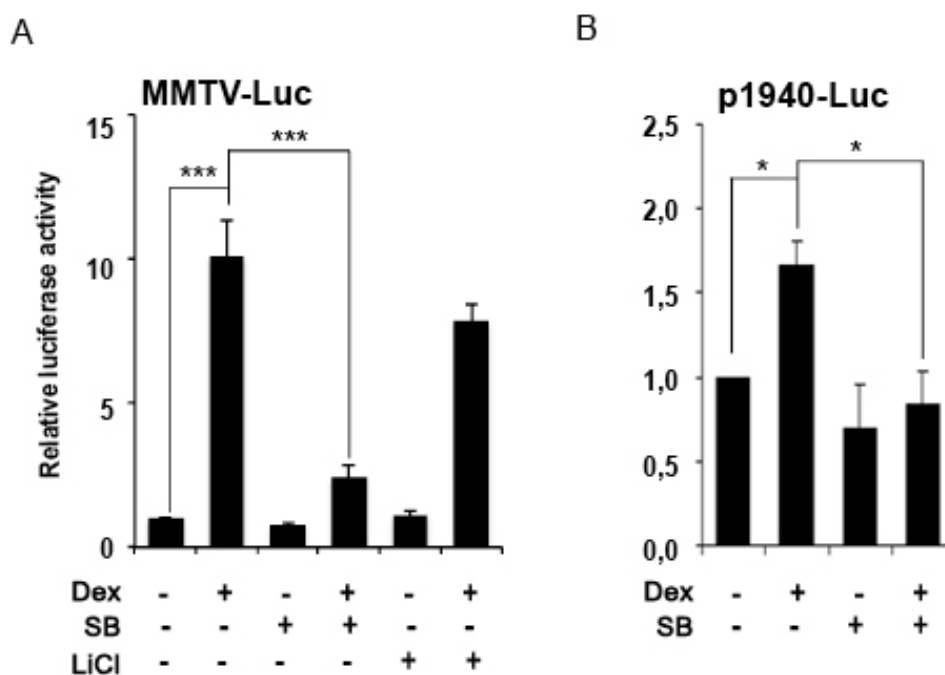 A
MMTV-Luc
15
10
5
0
Relative luciferase activity
***
***
Dex - + - + - +
SB - - + + - -
LiCl - - - - + +
B
p1940-Luc
2,5
2,0
1,5
1,0
0,5
0,0
*
*
Dex - + - +
SB - - + +